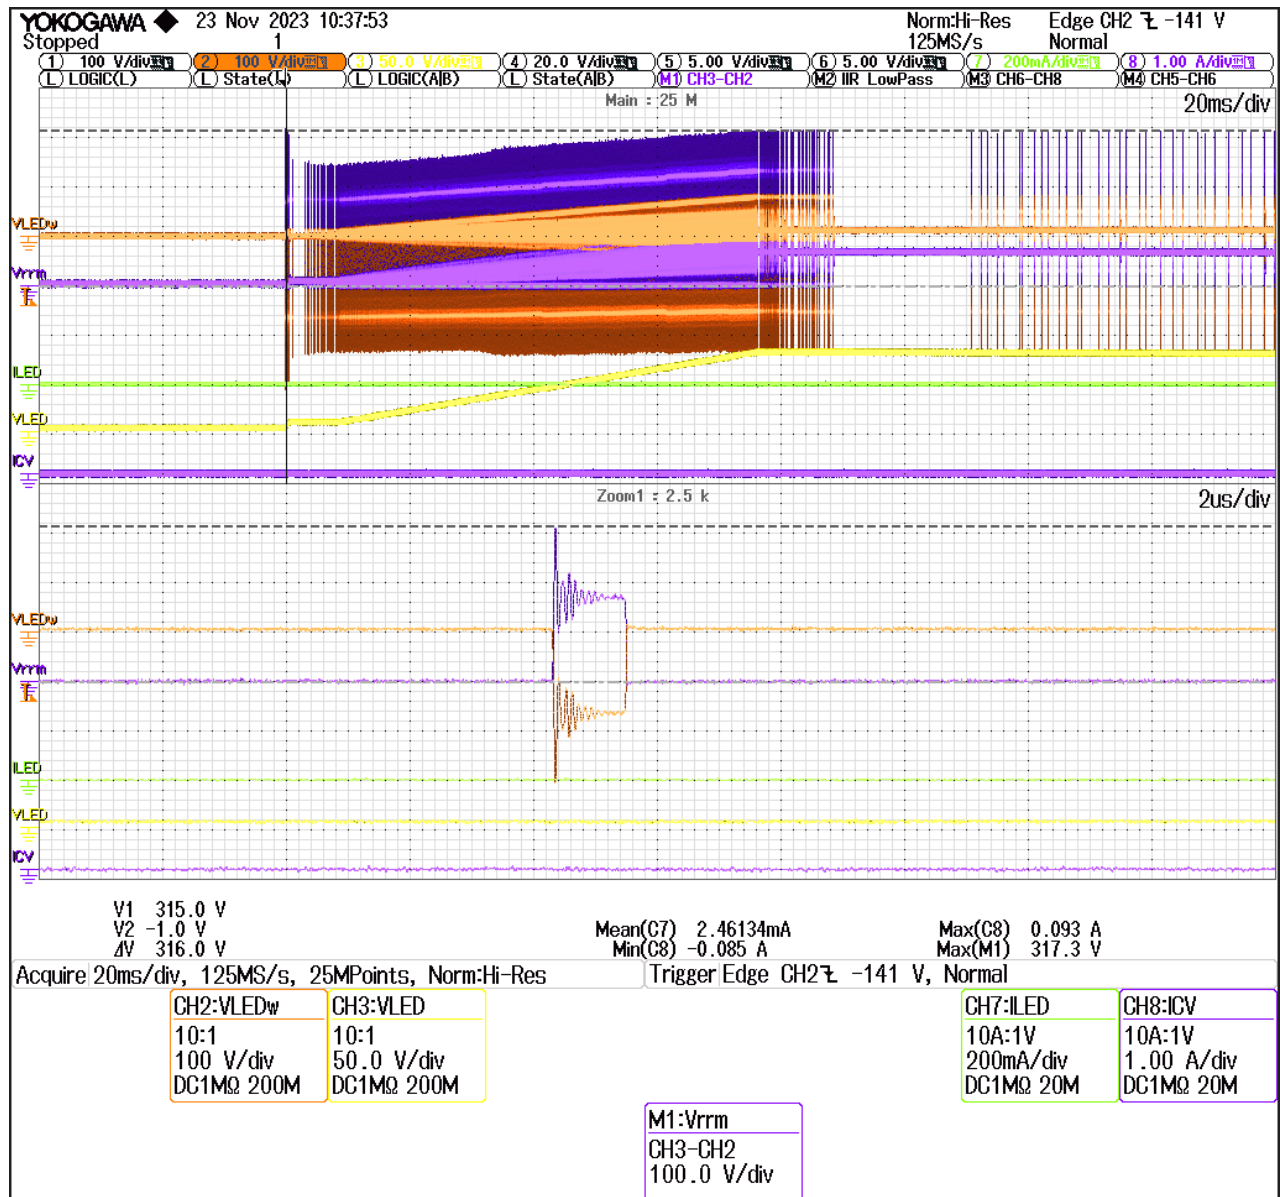 YOKOGAWA ◆ 23 Nov 2023 10:37:53 Norm:Hi-Res Edge CH2 -141 V
Stopped 1 125MS/s Normal
1 100 V/div 2 100 V/div 3 50.0 V/div 4 20.0 V/div 5 5.00 V/div 6 5.00 V/div 7 200mA/div 8 1.00 A/div
L LOGIC(L) L State(L) L LOGIC(A|B) L State(A|B) M1 CH3-CH2 M2 IIR LowPass M3 CH6-CH8 M4 CH5-CH6
Main : 25 M 20ms/div
VLEDw
Vrrm
ILED
VLED
ICV
Zoom1 : 2.5 k 2us/div
VLEDw
Vrrm
ILED
VLED
ICV
V1 315.0 V
V2 -1.0 V Mean(C7) 2.46134mA Max(C8) 0.093 A
ΔV 316.0 V Min(C8) -0.085 A Max(M1) 317.3 V
Acquire 20ms/div, 125MS/s, 25MPoints, Norm:Hi-Res Trigger Edge CH2 -141 V, Normal
CH2:VLEDw CH3:VLED CH7:ILED CH8:ICV
10:1 10:1 10A:1V 10A:1V
100 V/div 50.0 V/div 200mA/div 1.00 A/div
DC1MΩ 200M DC1MΩ 200M DC1MΩ 20M DC1MΩ 20M
M1:Vrrm
CH3-CH2
100.0 V/div